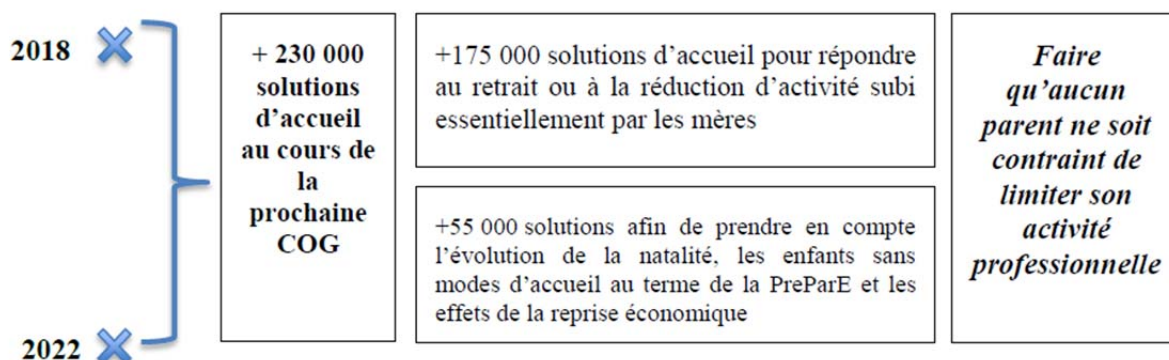 2018
2022
+ 230 000
solutions
d'accueil
au cours de
la
prochaine
COG
+175 000 solutions d'accueil pour répondre
au retrait ou à la réduction d'activité subi
essentiellement par les mères
+55 000 solutions afin de prendre en compte
l'évolution de la natalité, les enfants sans
modes d'accueil au terme de la PreParE et les
effets de la reprise économique
Faire
qu'aucun
parent ne soit
contraint de
limiter son
activité
professionnelle